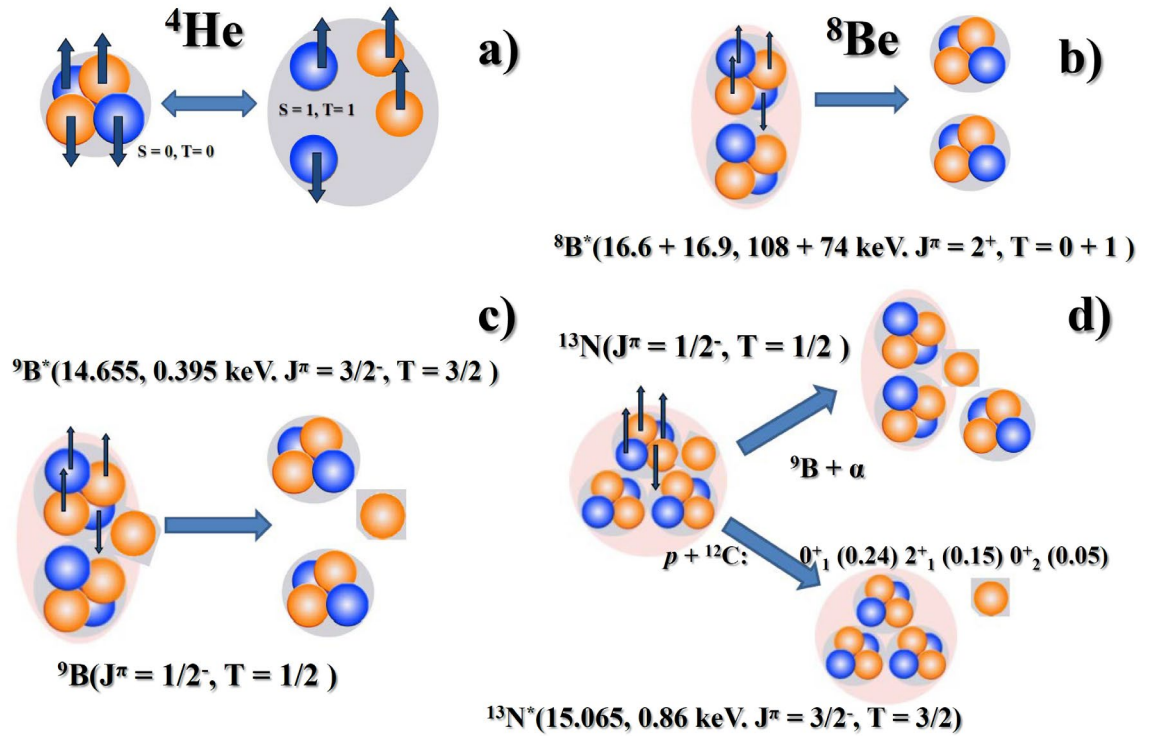 ⁴He
a)
S = 1, T= 1
S = 0, T= 0
⁸Be
b)
⁸B*(16.6 + 16.9, 108 + 74 keV. Jπ = 2⁺, T = 0 + 1 )
c)
⁹B*(14.655, 0.395 keV. Jπ = 3/2⁻, T = 3/2 )
⁹B(Jπ = 1/2⁻, T = 1/2 )
d)
¹³N(Jπ = 1/2⁻, T = 1/2 )
⁹B + α
p + ¹²C: 0⁺₁ (0.24) 2⁺₁ (0.15) 0⁺₂ (0.05)
¹³N*(15.065, 0.86 keV. Jπ = 3/2⁻, T = 3/2)